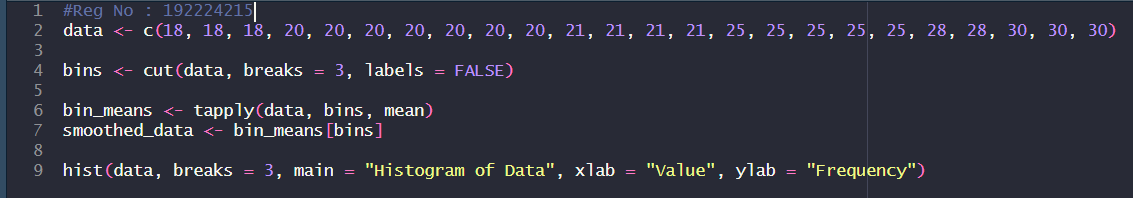 1 #Reg No : 192224215
2 data <- c(18, 18, 18, 20, 20, 20, 20, 20, 20, 20, 21, 21, 21, 21, 25, 25, 25, 25, 25, 28, 28, 30, 30, 30)
3
4 bins <- cut(data, breaks = 3, labels = FALSE)
5
6 bin_means <- tapply(data, bins, mean)
7 smoothed_data <- bin_means[bins]
8
9 hist(data, breaks = 3, main = "Histogram of Data", xlab = "Value", ylab = "Frequency")